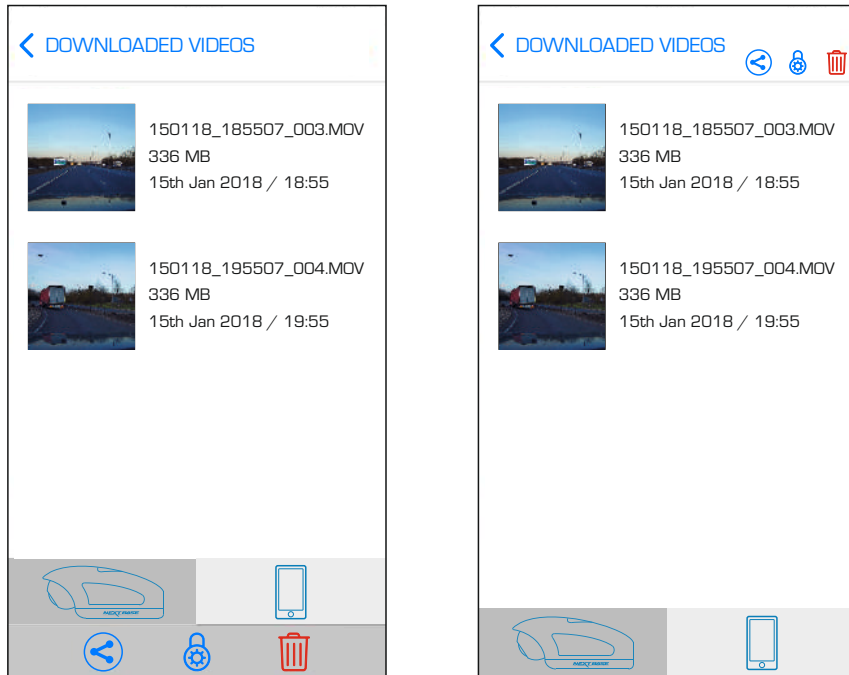 DOWNLOADED VIDEOS
150118_185507_003.MOV
336 MB
15th Jan 2018 / 18:55
150118_195507_004.MOV
336 MB
15th Jan 2018 / 19:55
NEXTBASE
DOWNLOADED VIDEOS
150118_185507_003.MOV
336 MB
15th Jan 2018 / 18:55
150118_195507_004.MOV
336 MB
15th Jan 2018 / 19:55
NEXTBASE